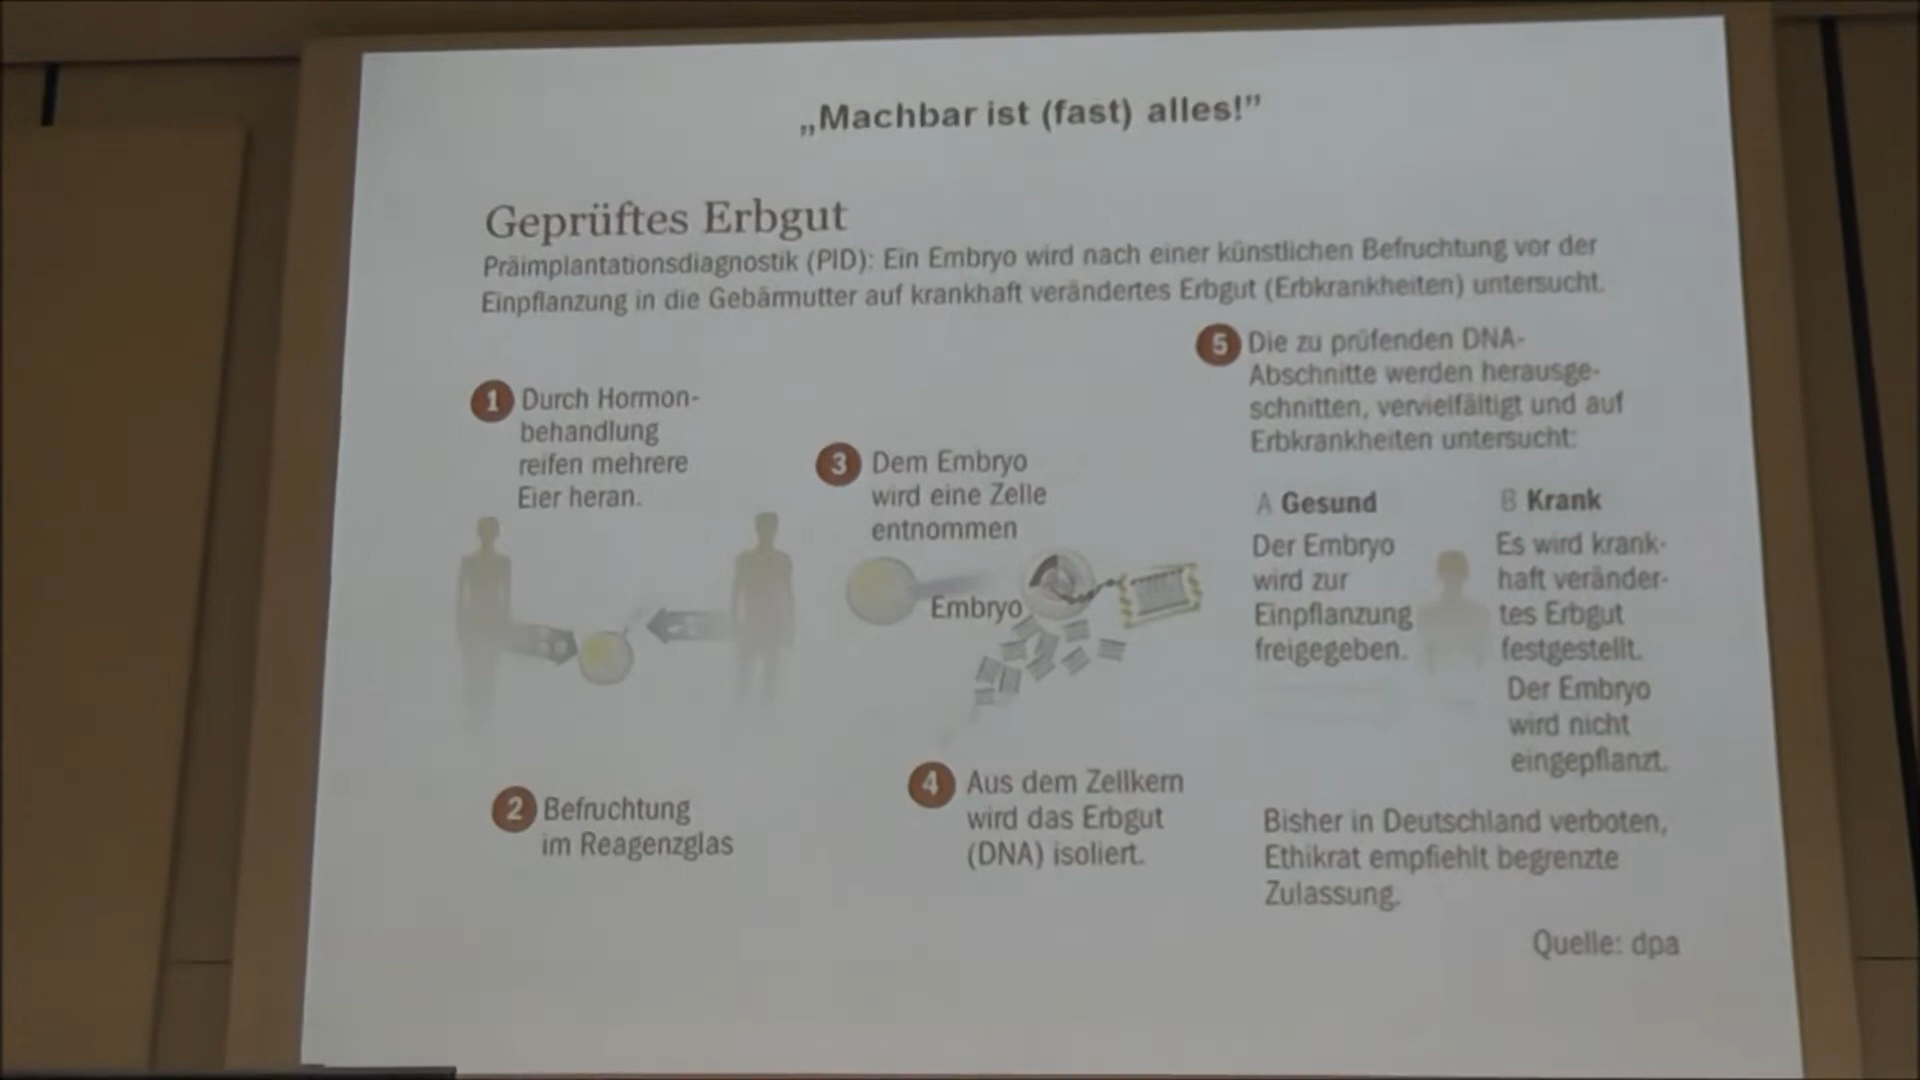 „Machbar ist (fast) alles!”
Geprüftes Erbgut
Präimplantationsdiagnostik (PID): Ein Embryo wird nach einer künstlichen Befruchtung vor der
Einpflanzung in die Gebärmutter auf krankhaft verändertes Erbgut (Erbkrankheiten) untersucht.
1 Durch Hormon-
behandlung
reifen mehrere
Eier heran.
2 Befruchtung
im Reagenzglas
3 Dem Embryo
wird eine Zelle
entnommen
Embryo
4 Aus dem Zellkern
wird das Erbgut
(DNA) isoliert.
5 Die zu prüfenden DNA-
Abschnitte werden herausge-
schnitten, vervielfältigt und auf
Erbkrankheiten untersucht:
A Gesund
Der Embryo
wird zur
Einpflanzung
freigegeben.
B Krank
Es wird krank-
haft veränder-
tes Erbgut
festgestellt.
Der Embryo
wird nicht
eingepflanzt.
Bisher in Deutschland verboten,
Ethikrat empfiehlt begrenzte
Zulassung.
Quelle: dpa